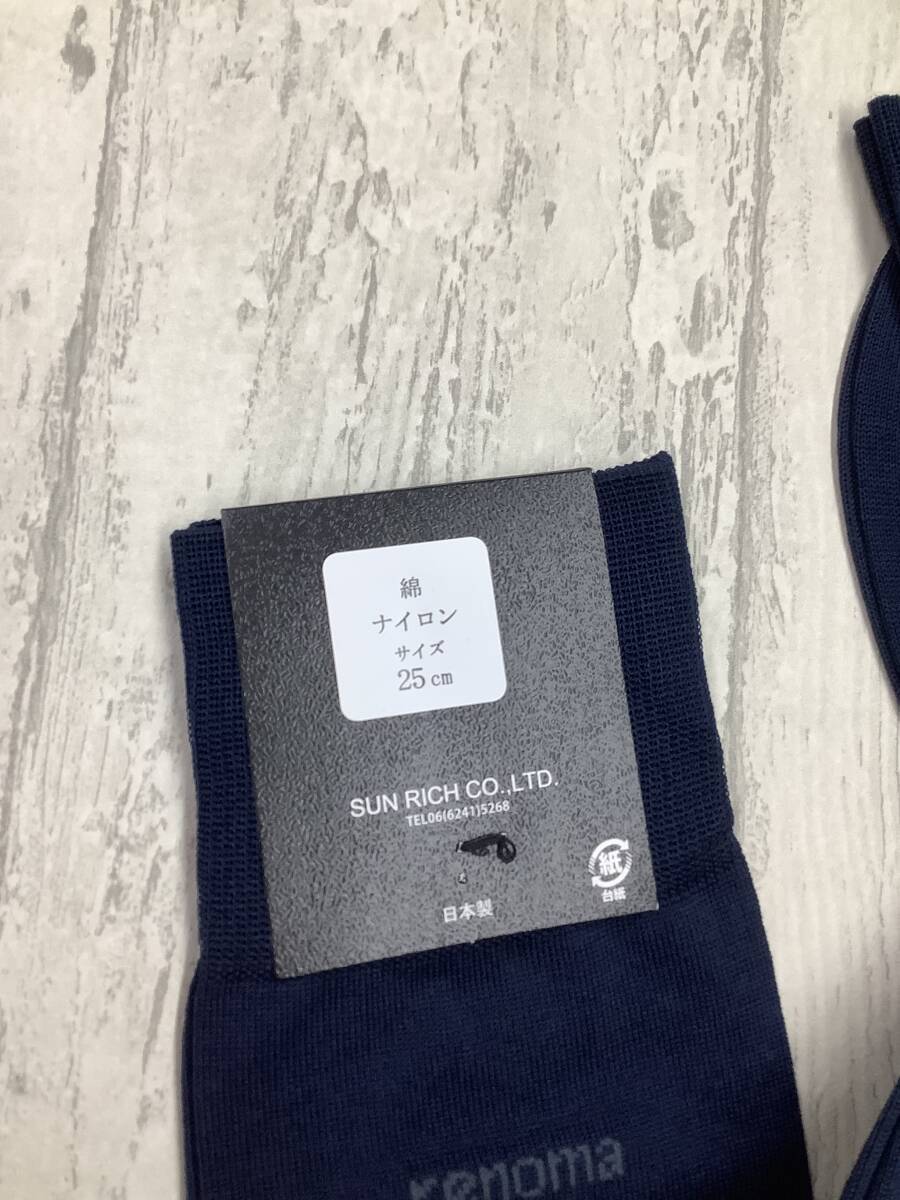 綿
ナイロン
サイズ
25cm
SUN RICH CO.,LTD.
TEL06(6241)5268
日本製
紙
台紙
renoma